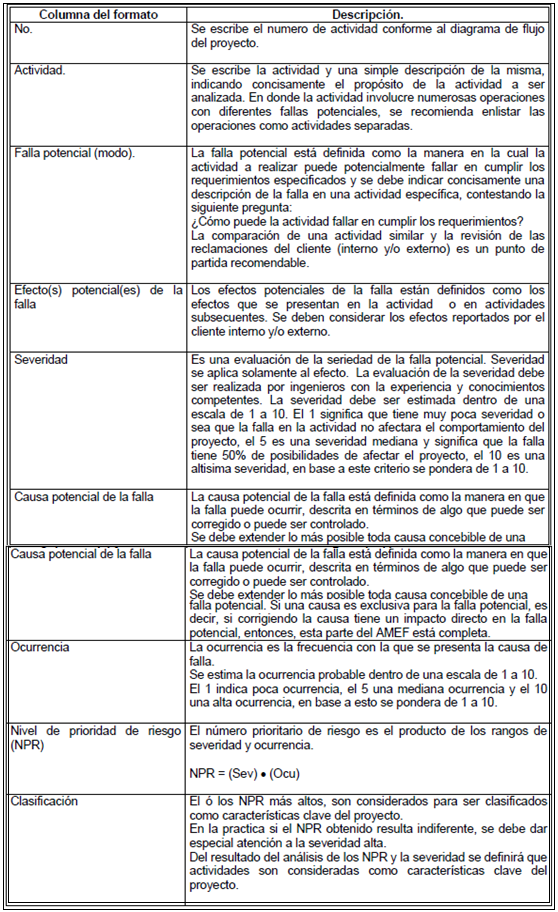 Columna del formato
Descripción.
No.
Se escribe el numero de actividad conforme al diagrama de flujo
del proyecto.
Actividad.
Se escribe la actividad y una simple descripción de la misma,
indicando concisamente el propósito de la actividad a ser
analizada. En donde la actividad involucre numerosas operaciones
con diferentes fallas potenciales, se recomienda enlistar las
operaciones como actividades separadas.
Falla potencial (modo).
La falla potencial está definida como la manera en la cual la
actividad a realizar puede potencialmente fallar en cumplir los
requerimientos especificados y se debe indicar concisamente una
descripción de la falla en una actividad específica, contestando la
siguiente pregunta:
¿Cómo puede la actividad fallar en cumplir los requerimientos?
La comparación de una actividad similar y la revisión de las
reclamaciones del cliente (interno y/o externo) es un punto de
partida recomendable.
Efecto(s) potencial(es) de la
falla
Los efectos potenciales de la falla están definidos como los
efectos que se presentan en la actividad o en actividades
subsecuentes. Se deben considerar los efectos reportados por el
cliente interno y/o externo.
Severidad
Es una evaluación de la seriedad de la falla potencial. Severidad
se aplica solamente al efecto. La evaluación de la severidad debe
ser realizada por ingenieros con la experiencia y conocimientos
competentes. La severidad debe ser estimada dentro de una
escala de 1 a 10. El 1 significa que tiene muy poca severidad o
sea que la falla en la actividad no afectara el comportamiento del
proyecto, el 5 es una severidad mediana y significa que la falla
tiene 50% de posibilidades de afectar el proyecto, el 10 es una
altisima severidad, en base a este criterio se pondera de 1 a 10.
Causa potencial de la falla
La causa potencial de la falla está definida como la manera en que
la falla puede ocurrir, descrita en términos de algo que puede ser
corregido o puede ser controlado.
Se debe extender lo más posible toda causa concebible de una
Causa potencial de la falla
La causa potencial de la falla está definida como la manera en que
la falla puede ocurrir, descrita en términos de algo que puede ser
corregido o puede ser controlado.
Se debe extender lo más posible toda causa concebible de una
falla potencial. Si una causa es exclusiva para la falla potencial, es
decir, si corrigiendo la causa tiene un impacto directo en la falla
potencial, entonces, esta parte del AMEF está completa.
Ocurrencia
La ocurrencia es la frecuencia con la que se presenta la causa de
falla.
Se estima la ocurrencia probable dentro de una escala de 1 a 10.
El 1 indica poca ocurrencia, el 5 una mediana ocurrencia y el 10
una alta ocurrencia, en base a esto se pondera de 1 a 10.
Nivel de prioridad de riesgo
(NPR)
El número prioritario de riesgo es el producto de los rangos de
severidad y ocurrencia.
NPR = (Sev) • (Ocu)
Clasificación
El ó los NPR más altos, son considerados para ser clasificados
como características clave del proyecto.
En la practica si el NPR obtenido resulta indiferente, se debe dar
especial atención a la severidad alta.
Del resultado del análisis de los NPR y la severidad se definirá que
actividades son consideradas como características clave del
proyecto.